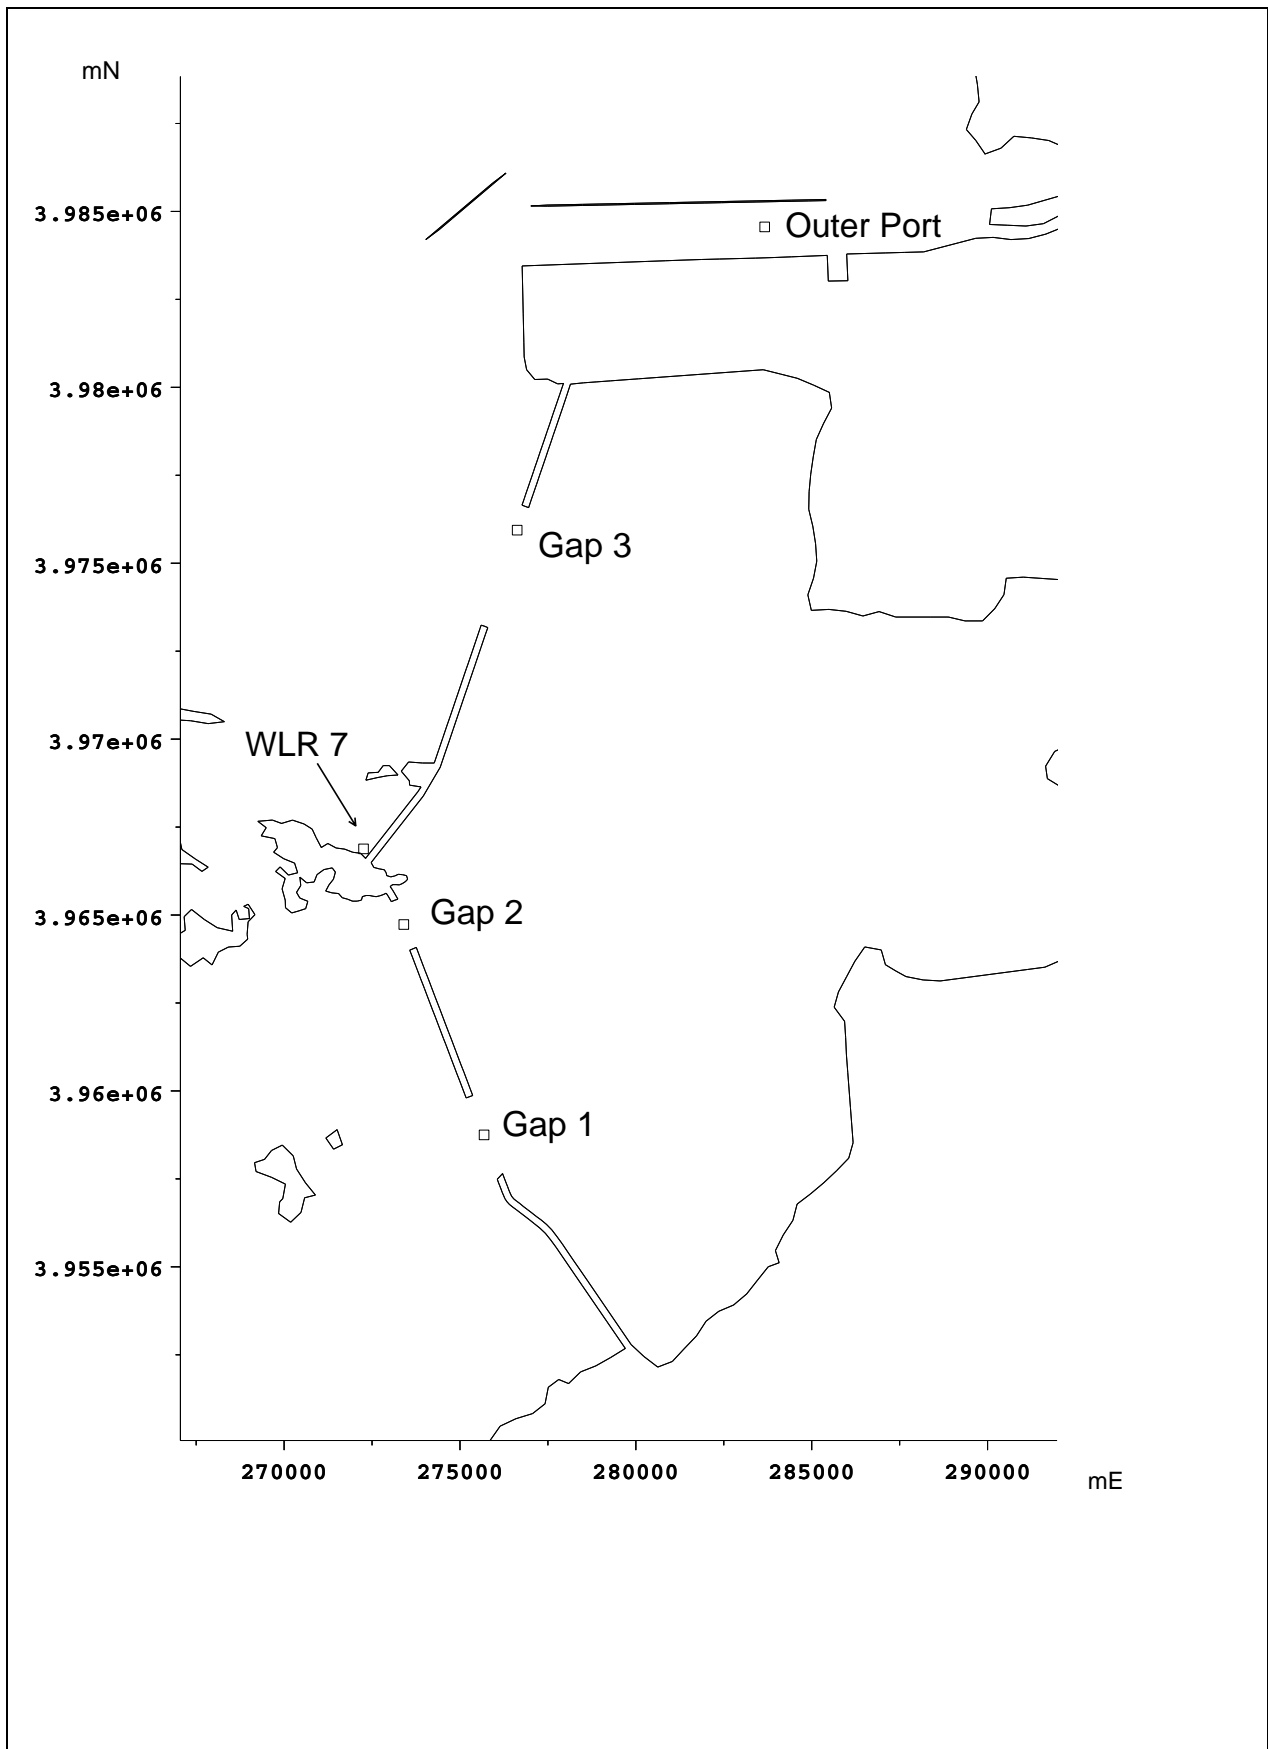 mN
3.985e+06
Outer Port
3.98e+06
Gap 3
3.975e+06
WLR 7
3.97e+06
Gap 2
3.965e+06
3.96e+06
Gap 1
3.955e+06
270000 275000 280000 285000 290000
mE